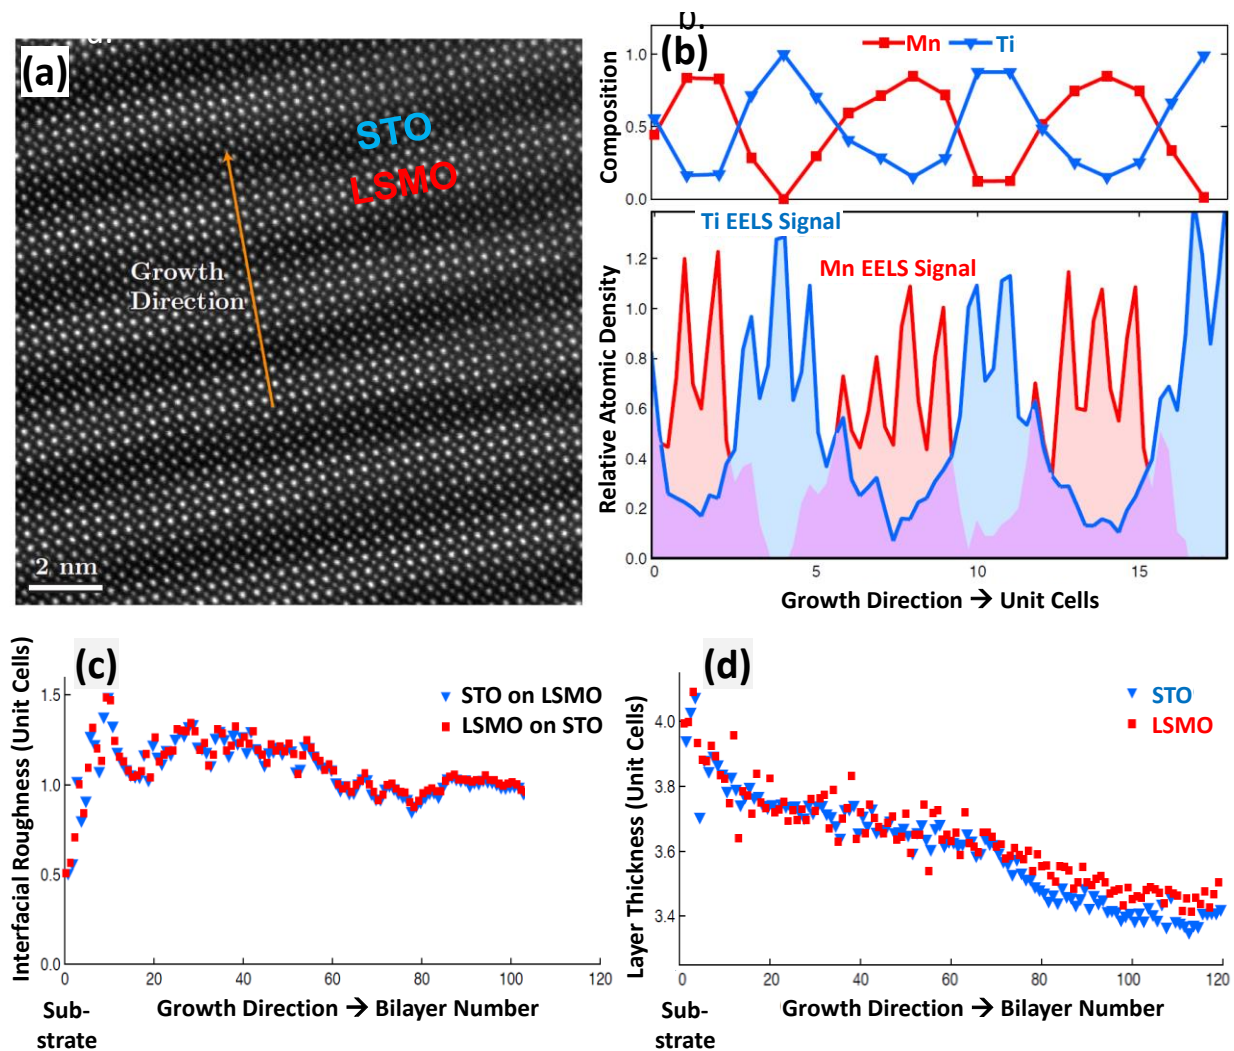 a.
(a)
STO
LSMO
Growth
Direction
2 nm
b.
(b)
Mn
Ti
Composition
1.0
0.5
0.0
Ti EELS Signal
Mn EELS Signal
Relative Atomic Density
1.2
1.0
0.8
0.6
0.4
0.2
0.0
0 5 10 15
Growth Direction → Unit Cells
(c)
STO on LSMO
LSMO on STO
Interfacial Roughness (Unit Cells)
1.5
1.0
0.5
0.0
0 20 40 60 80 100 120
Sub-
strate
Growth Direction → Bilayer Number
(d)
STO
LSMO
Layer Thickness (Unit Cells)
4.0
3.8
3.6
3.4
0 20 40 60 80 100 120
Sub-
strate
Growth Direction → Bilayer Number